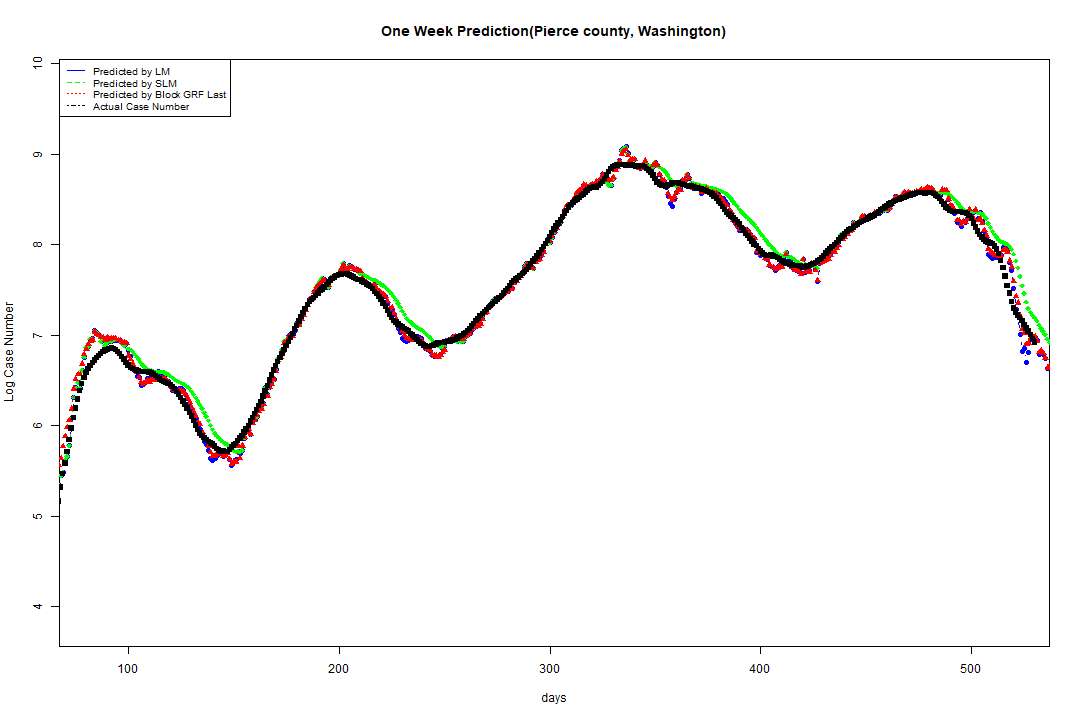 One Week Prediction(Pierce county, Washington)
Predicted by LM
Predicted by SLM
Predicted by Block GRF Last
Actual Case Number
10
9
8
7
6
5
4
Log Case Number
100 200 300 400 500
days